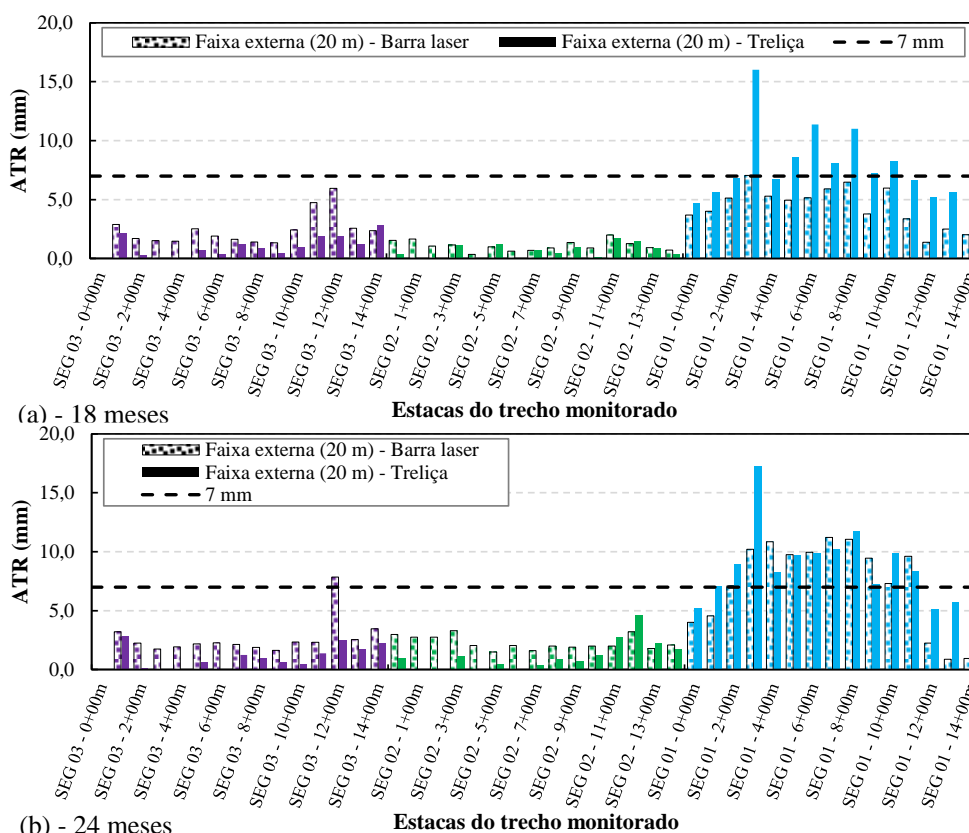 20,0
Faixa externa (20 m) - Barra laser
Faixa externa (20 m) - Treliça
7 mm
15,0
10,0
5,0
0,0
ATR (mm)
SEG 03 - 0+00m
SEG 03 - 2+00m
SEG 03 - 4+00m
SEG 03 - 6+00m
SEG 03 - 8+00m
SEG 03 - 10+00m
SEG 03 - 12+00m
SEG 03 - 14+00m
SEG 02 - 1+00m
SEG 02 - 3+00m
SEG 02 - 5+00m
SEG 02 - 7+00m
SEG 02 - 9+00m
SEG 02 - 11+00m
SEG 02 - 13+00m
SEG 01 - 0+00m
SEG 01 - 2+00m
SEG 01 - 4+00m
SEG 01 - 6+00m
SEG 01 - 8+00m
SEG 01 - 10+00m
SEG 01 - 12+00m
SEG 01 - 14+00m
(a) - 18 meses
Estacas do trecho monitorado
20,0
Faixa externa (20 m) - Barra laser
Faixa externa (20 m) - Treliça
7 mm
15,0
10,0
5,0
0,0
ATR (mm)
SEG 03 - 0+00m
SEG 03 - 2+00m
SEG 03 - 4+00m
SEG 03 - 6+00m
SEG 03 - 8+00m
SEG 03 - 10+00m
SEG 03 - 12+00m
SEG 03 - 14+00m
SEG 02 - 1+00m
SEG 02 - 3+00m
SEG 02 - 5+00m
SEG 02 - 7+00m
SEG 02 - 9+00m
SEG 02 - 11+00m
SEG 02 - 13+00m
SEG 01 - 0+00m
SEG 01 - 2+00m
SEG 01 - 4+00m
SEG 01 - 6+00m
SEG 01 - 8+00m
SEG 01 - 10+00m
SEG 01 - 12+00m
SEG 01 - 14+00m
(b) - 24 meses
Estacas do trecho monitorado